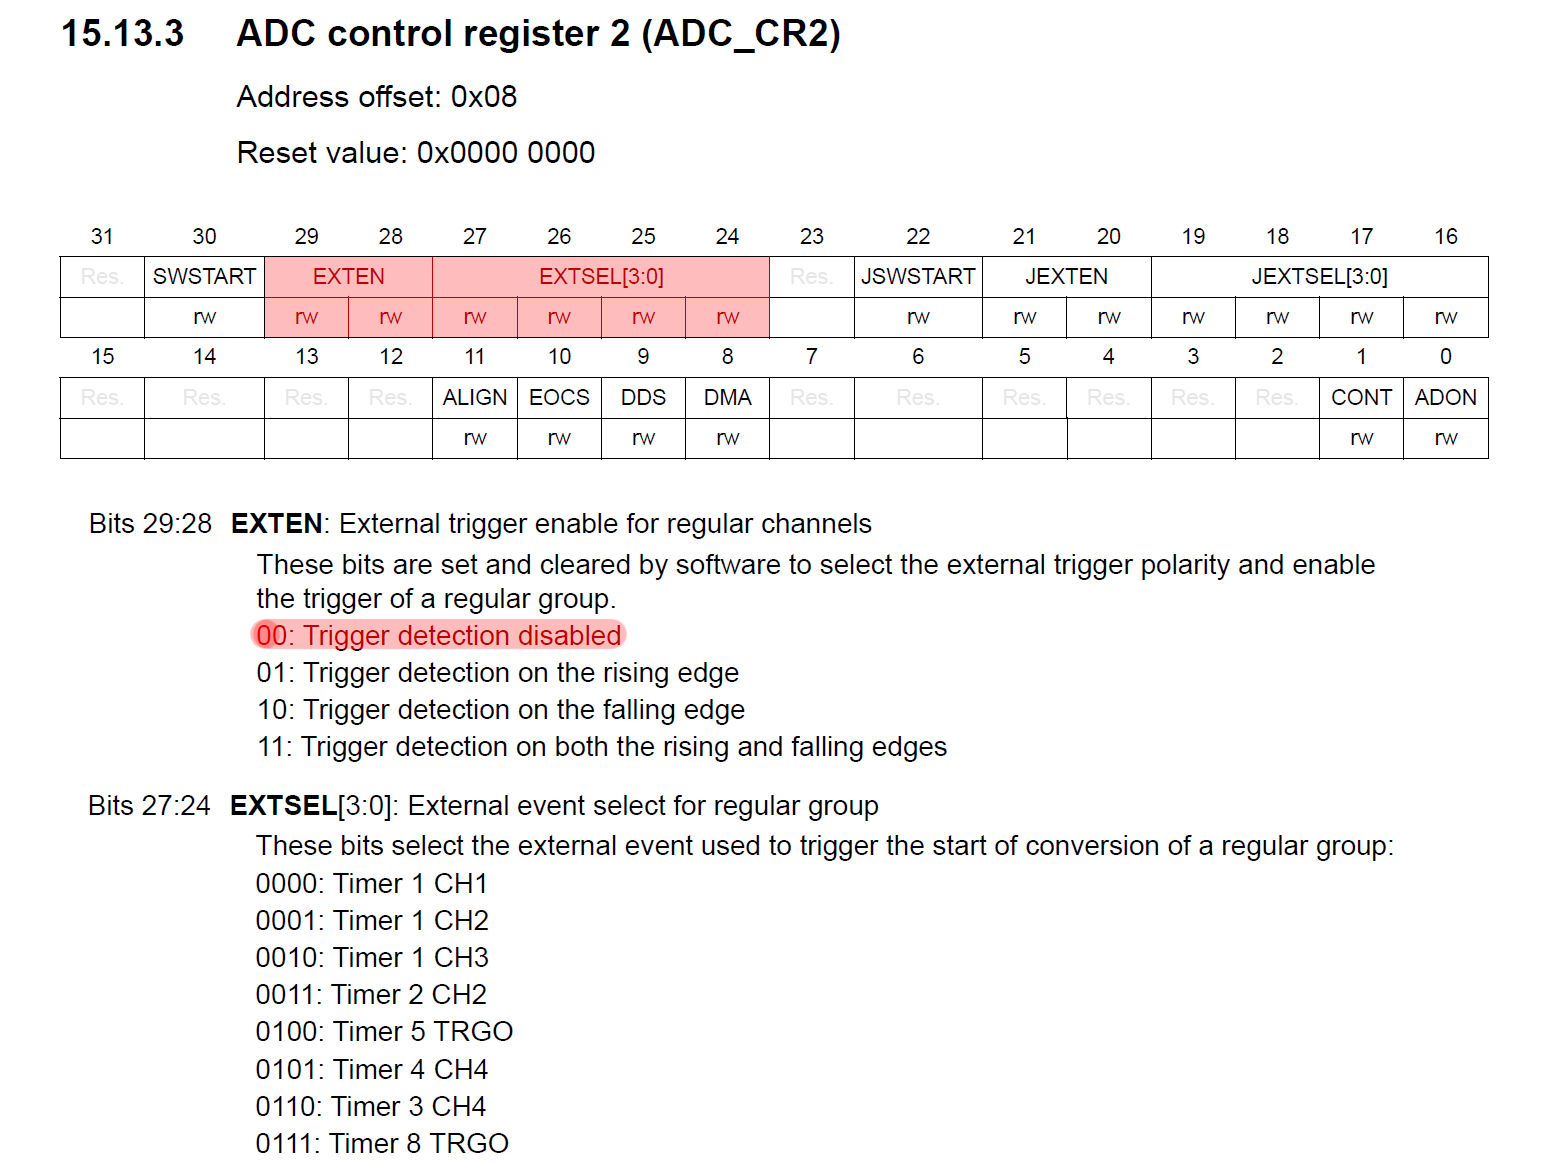 15.13.3 ADC control register 2 (ADC_CR2)
Address offset: 0x08
Reset value: 0x0000 0000
31 30 29 28 27 26 25 24 23 22 21 20 19 18 17 16
Res. SWSTART EXTEN EXTSEL[3:0] Res. JSWSTART JEXTEN JEXTSEL[3:0]
rw rw rw rw rw rw rw rw rw rw rw rw rw rw
15 14 13 12 11 10 9 8 7 6 5 4 3 2 1 0
Res. Res. Res. Res. ALIGN EOCS DDS DMA Res. Res. Res. Res. Res. Res. CONT ADON
rw rw rw rw rw rw
Bits 29:28 EXTEN: External trigger enable for regular channels
These bits are set and cleared by software to select the external trigger polarity and enable
the trigger of a regular group.
00: Trigger detection disabled
01: Trigger detection on the rising edge
10: Trigger detection on the falling edge
11: Trigger detection on both the rising and falling edges
Bits 27:24 EXTSEL[3:0]: External event select for regular group
These bits select the external event used to trigger the start of conversion of a regular group:
0000: Timer 1 CH1
0001: Timer 1 CH2
0010: Timer 1 CH3
0011: Timer 2 CH2
0100: Timer 5 TRGO
0101: Timer 4 CH4
0110: Timer 3 CH4
0111: Timer 8 TRGO